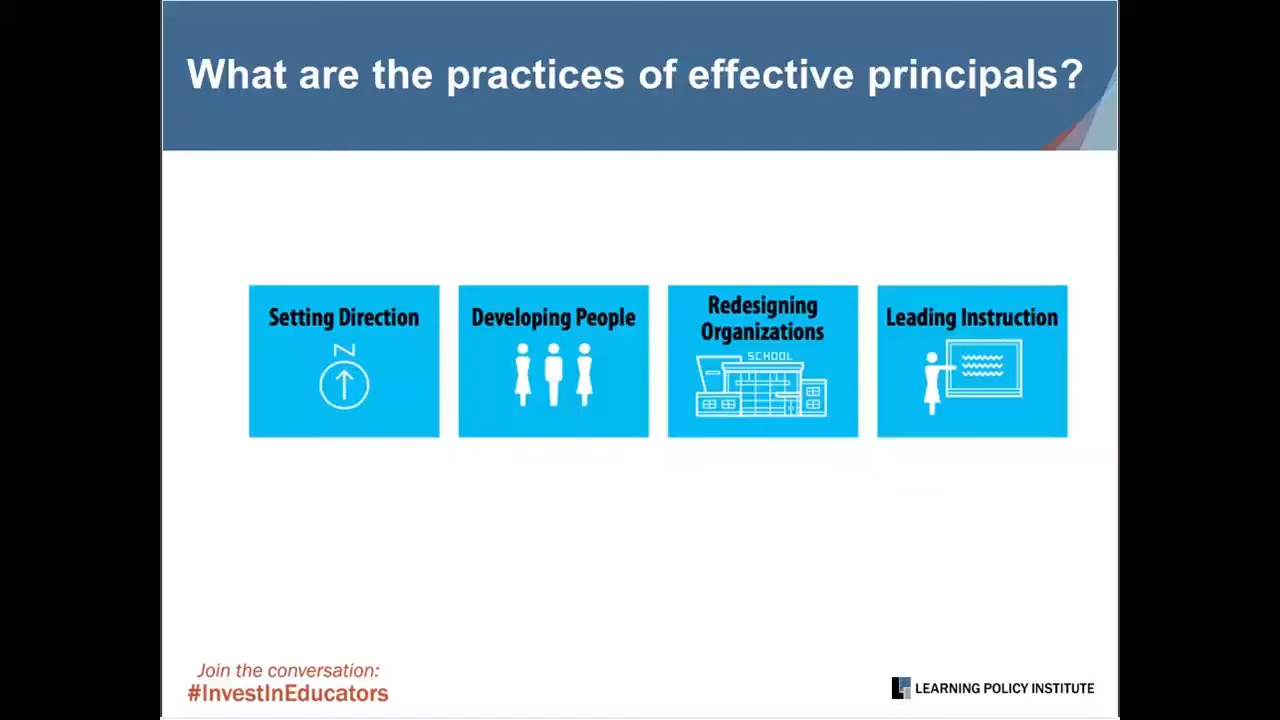 What are the practices of effective principals?
Setting Direction
N
Developing People
Redesigning
Organizations
SCHOOL
Leading Instruction
Join the conversation:
#InvestInEducators
LEARNING POLICY INSTITUTE